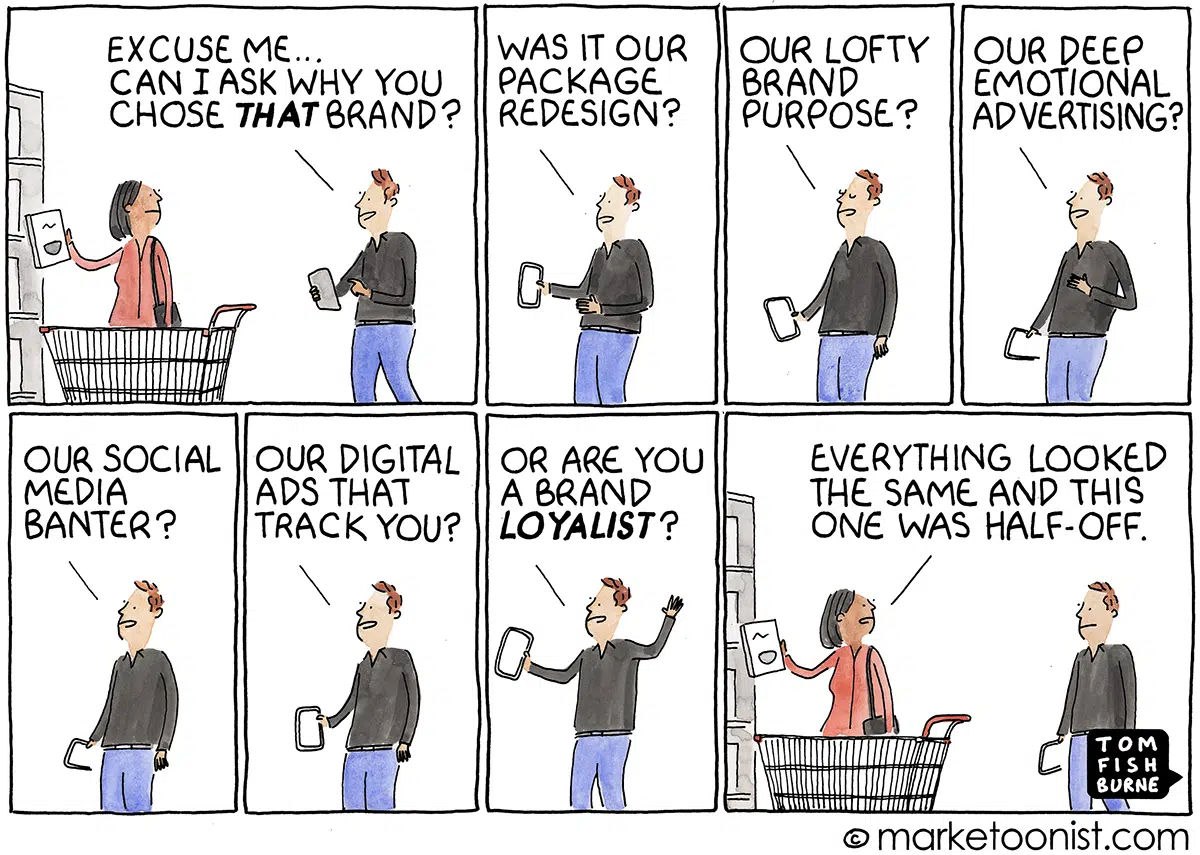 EXCUSE ME...
CAN I ASK WHY YOU
CHOSE THAT BRAND?
WAS IT OUR
PACKAGE
REDESIGN?
OUR LOFTY
BRAND
PURPOSE?
OUR DEEP
EMOTIONAL
ADVERTISING?
OUR SOCIAL
MEDIA
BANTER?
OUR DIGITAL
ADS THAT
TRACK YOU?
OR ARE YOU
A BRAND
LOYALIST?
EVERYTHING LOOKED
THE SAME AND THIS
ONE WAS HALF-OFF.
TOM
FISH
BURNE
© marketoonist.com